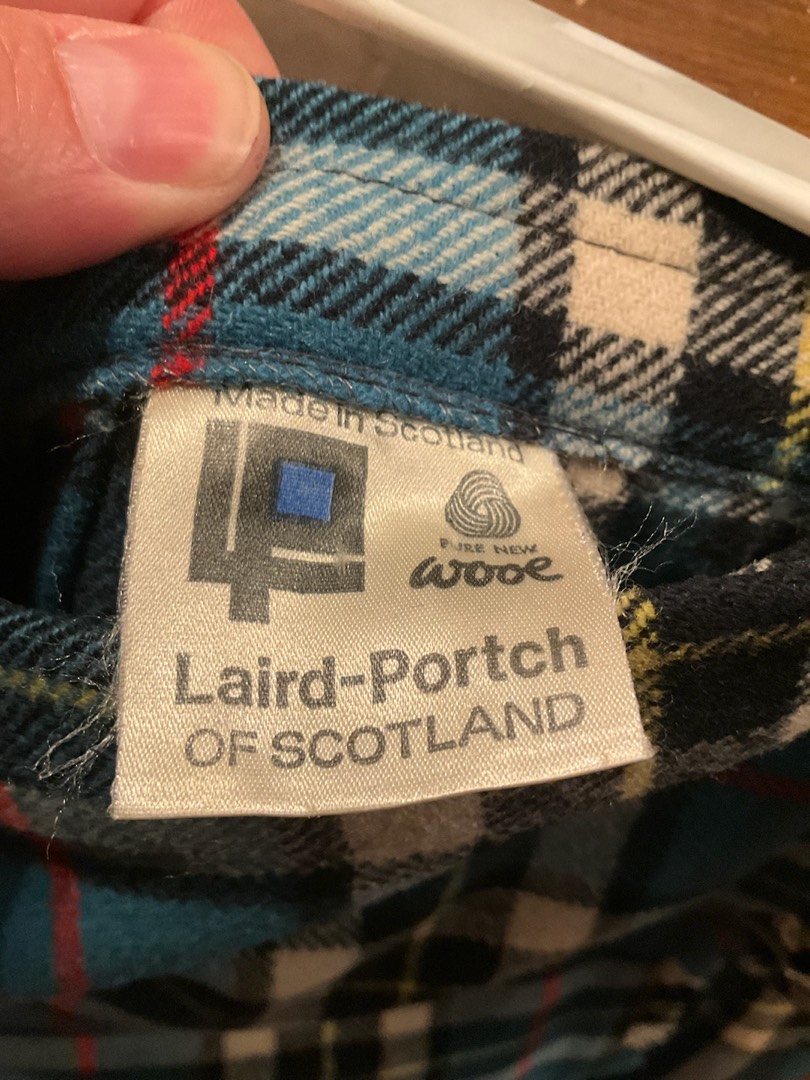 Made in Scotland
PURE NEW
wool
Laird-Portch
OF SCOTLAND